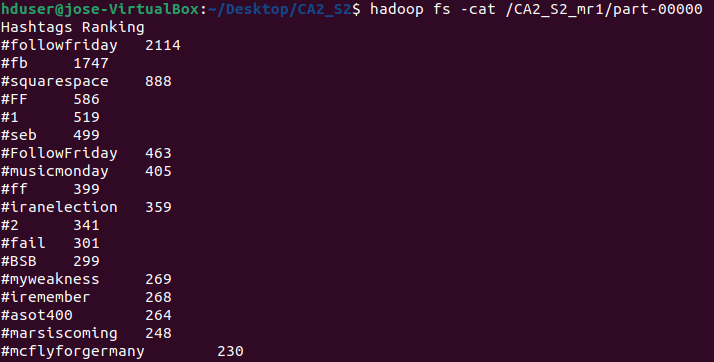 hduser@jose-VirtualBox:~/Desktop/CA2_S2$ hadoop fs -cat /CA2_S2_mr1/part-00000
Hashtags Ranking
#followfriday 2114
#fb 1747
#squarespace 888
#FF 586
#1 519
#seb 499
#FollowFriday 463
#musicmonday 405
#ff 399
#iranelection 359
#2 341
#fail 301
#BSB 299
#myweakness 269
#iremember 268
#asot400 264
#marsiscoming 248
#mcflyforgermany 230